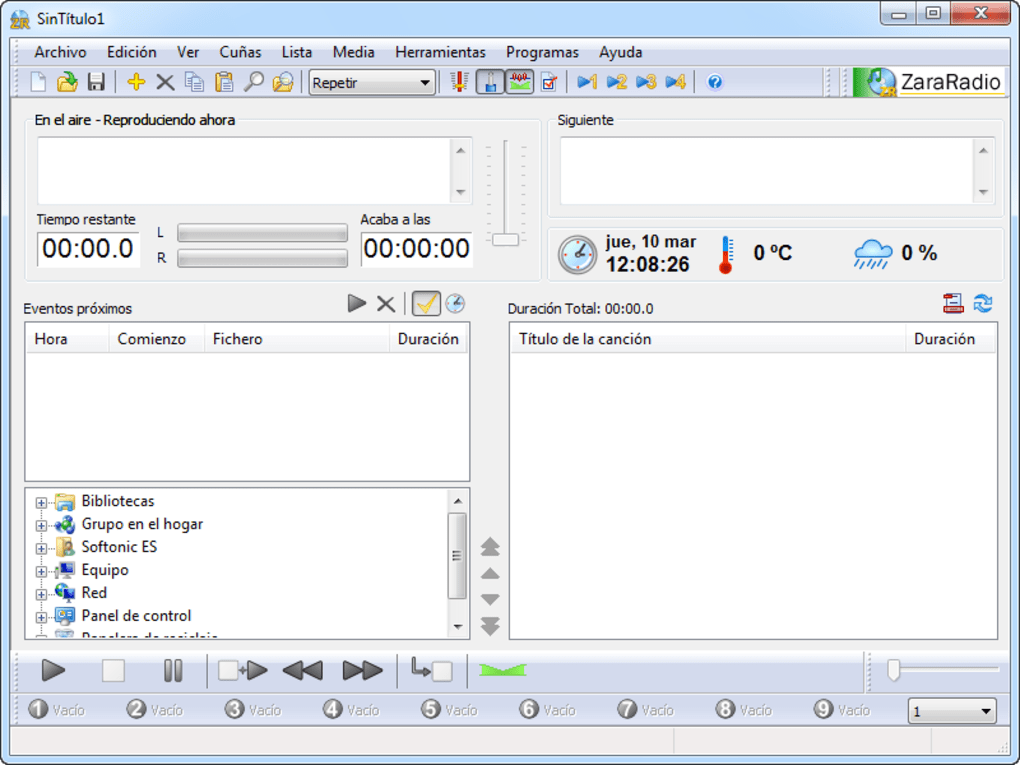 SinTítulo1
Archivo Edición Ver Cuñas Lista Media Herramientas Programas Ayuda
Repetir 1 2 3 4 ZaraRadio
En el aire - Reproduciendo ahora
Siguiente
Tiempo restante
Acaba a las
L
R
00:00.0
00:00:00
jue, 10 mar
12:08:26
0 ºC
0 %
Eventos próximos
Duración Total: 00:00.0
Hora Comienzo Fichero Duración
Título de la canción Duración
Bibliotecas
Grupo en el hogar
Softonic ES
Equipo
Red
Panel de control
Papelera de reciclaje
1 Vacío 2 Vacío 3 Vacío 4 Vacío 5 Vacío 6 Vacío 7 Vacío 8 Vacío 9 Vacío 1